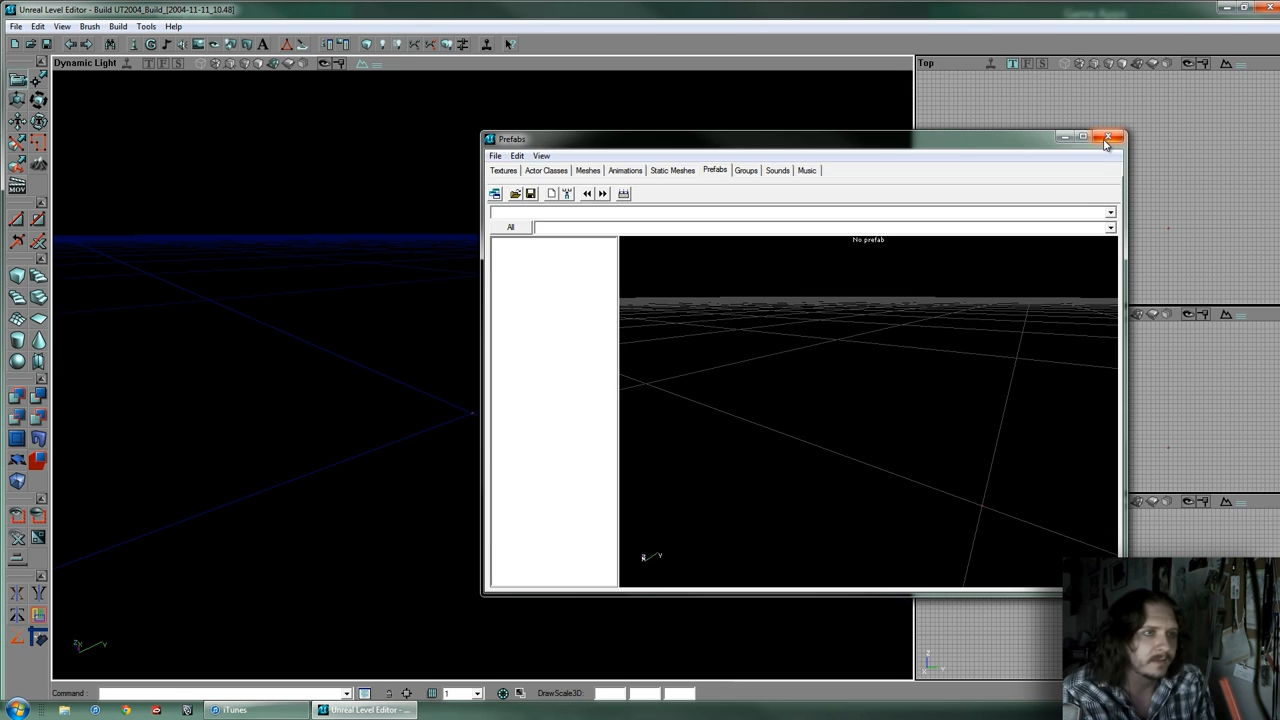 Unreal Level Editor - Build UT2004_Build_[2004-11-11_10.48]
File Edit View Brush Build Tools Help
Dynamic Light
T F S
Top
T F S
Prefabs
File Edit View
Textures Actor Classes Meshes Animations Static Meshes Prefabs Groups Sounds Music
All
No prefab
MOV
Y
Z
Y
Z
Command :
1
DrawScale3D:
iTunes
Unreal Level Editor - ...